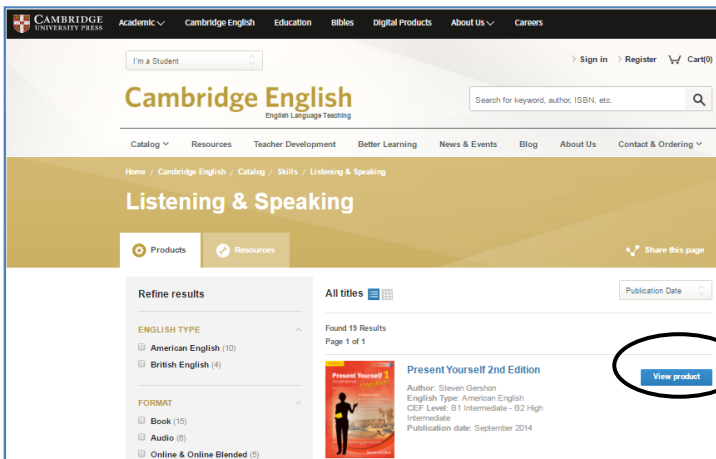 CAMBRIDGE
UNIVERSITY PRESS
Academic Cambridge English Education Bibles Digital Products About Us Careers
I'm a Student
Sign in Register Cart(0)
Cambridge English
English Language Teaching
Search for keyword, author, ISBN, etc.
Catalog Resources Teacher Development Better Learning News & Events Blog About Us Contact & Ordering
Home / Cambridge English / Catalog / Skills / Listening & Speaking
Listening & Speaking
Products Resources
Share this page
Refine results
All titles
Publication Date
Found 19 Results
Page 1 of 1
ENGLISH TYPE
American English (10)
British English (4)
FORMAT
Book (15)
Audio (6)
Online & Online Blended (5)
Present Yourself 1
Present Yourself 2nd Edition
View product
Author: Steven Gershon
English Type: American English
CEF Level: B1 Intermediate - B2 High
Intermediate
Publication date: September 2014